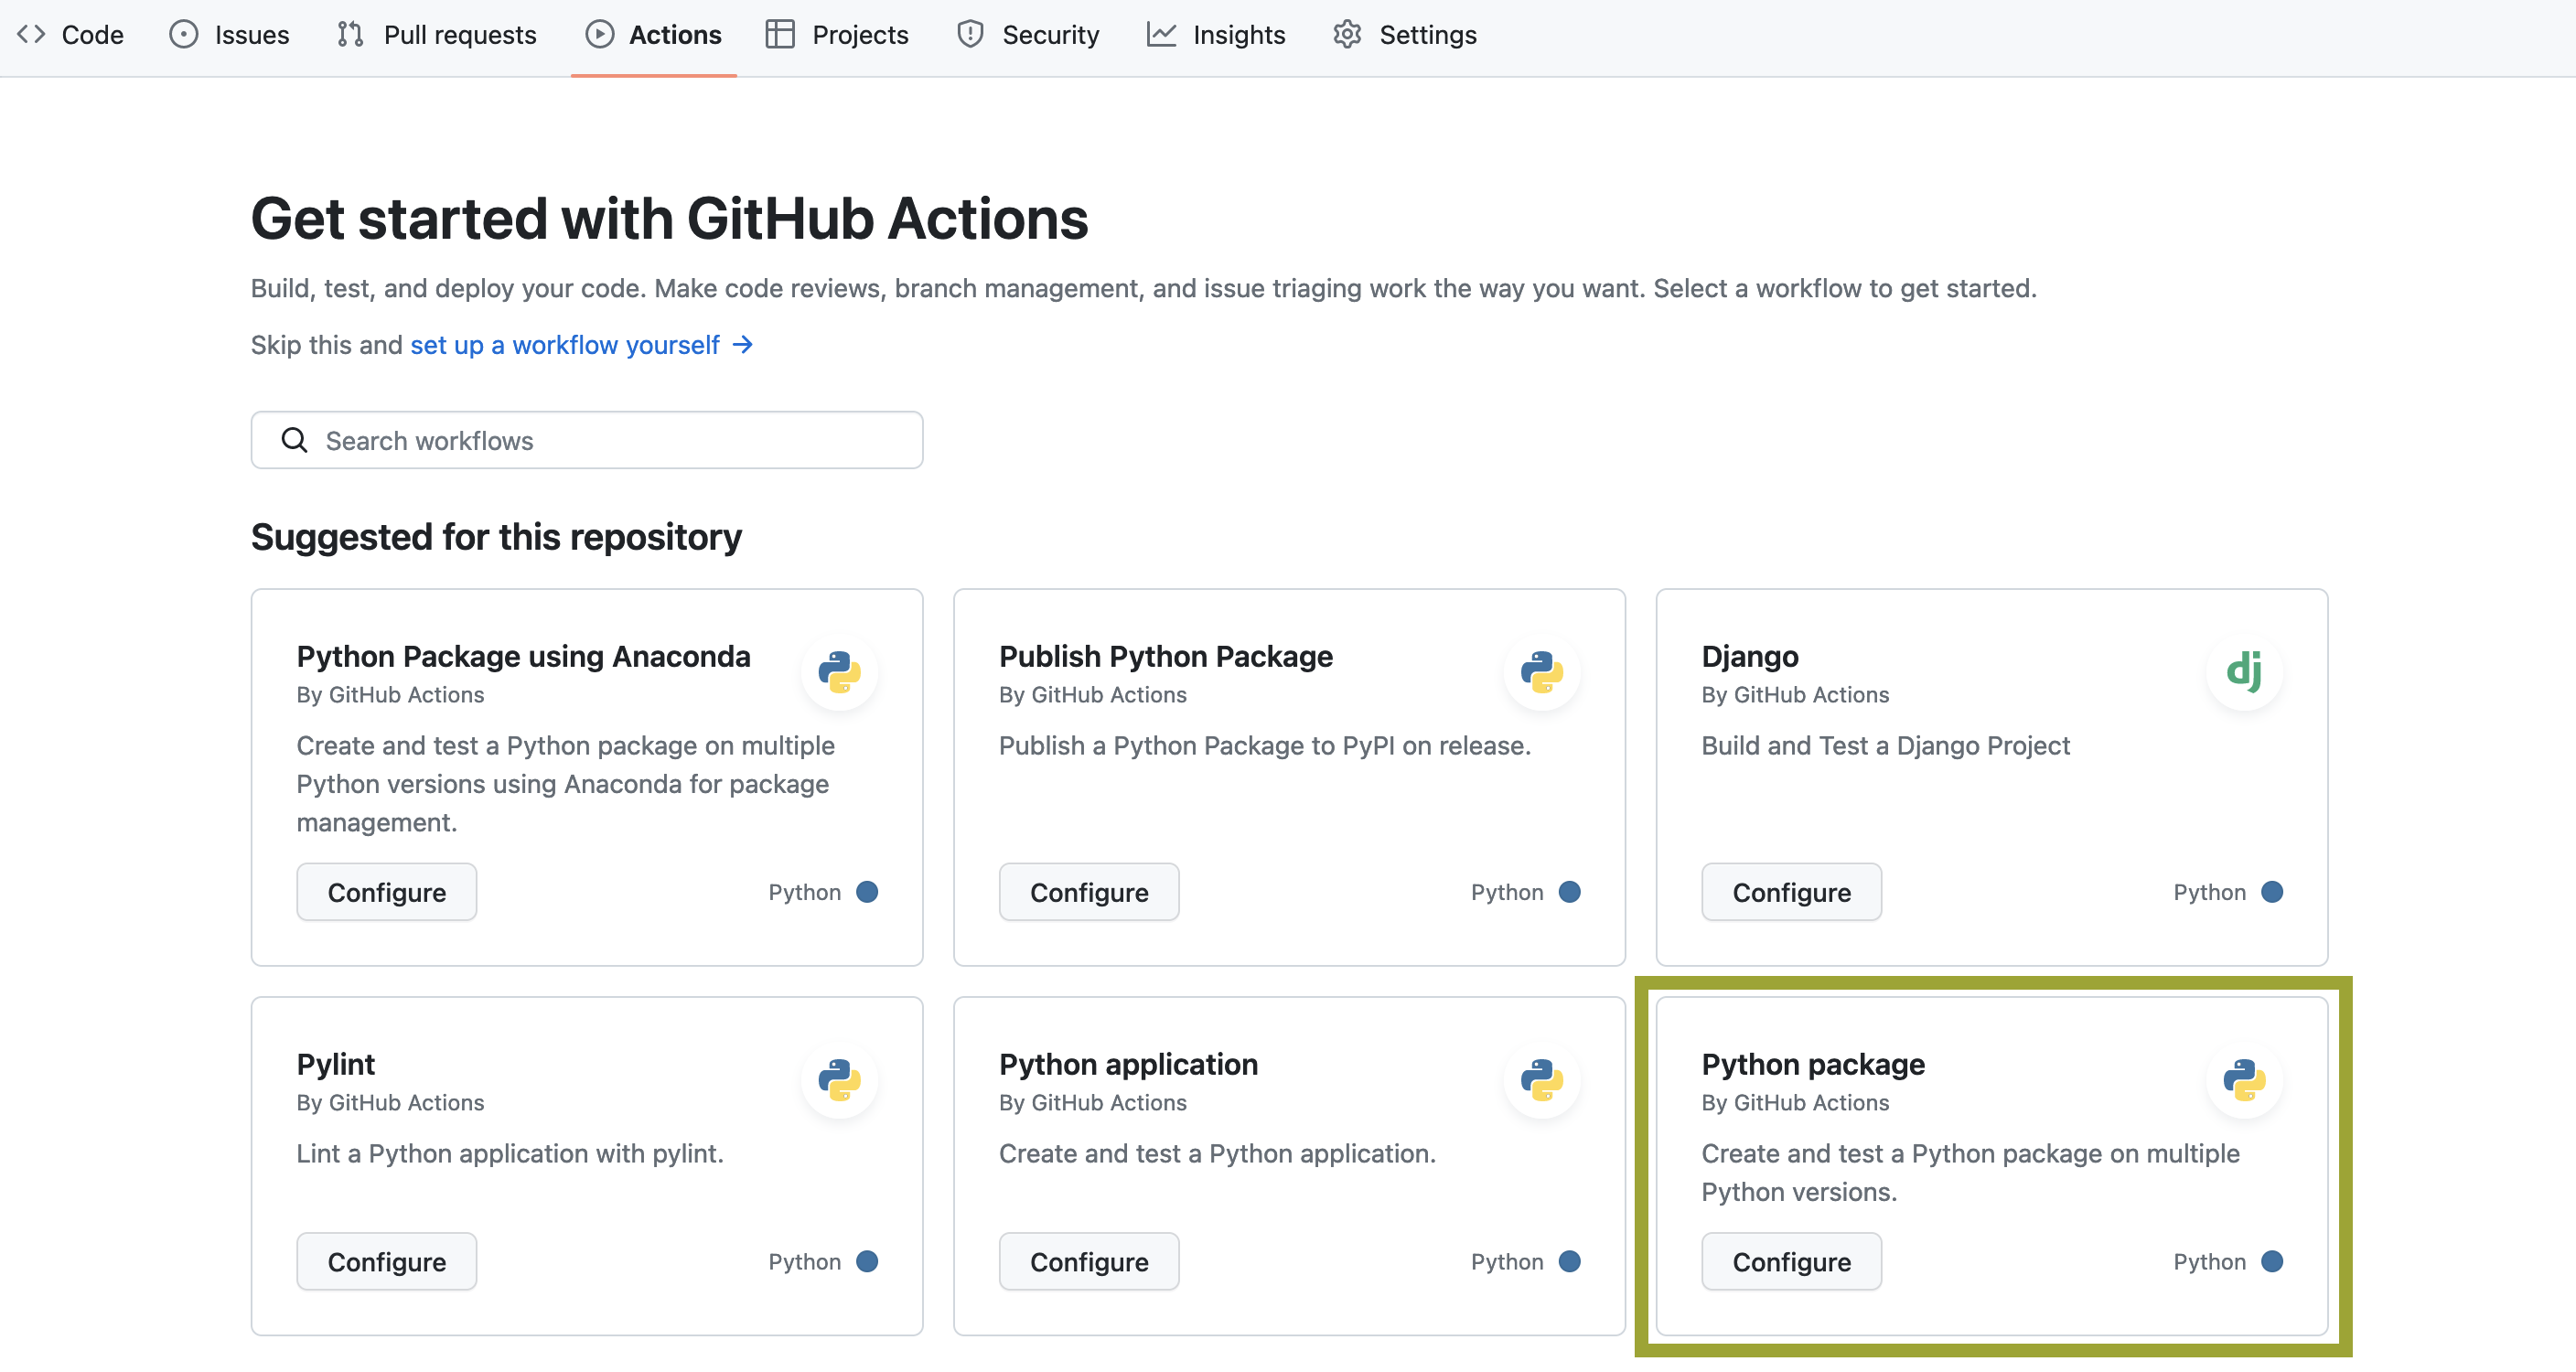 Code Issues Pull requests Actions Projects Security Insights Settings
Get started with GitHub Actions
Build, test, and deploy your code. Make code reviews, branch management, and issue triaging work the way you want. Select a workflow to get started.
Skip this and set up a workflow yourself →
Search workflows
Suggested for this repository
Python Package using Anaconda
By GitHub Actions
Create and test a Python package on multiple
Python versions using Anaconda for package
management.
Configure Python
Publish Python Package
By GitHub Actions
Publish a Python Package to PyPI on release.
Configure Python
Django
dj
By GitHub Actions
Build and Test a Django Project
Configure Python
Pylint
By GitHub Actions
Lint a Python application with pylint.
Configure Python
Python application
By GitHub Actions
Create and test a Python application.
Configure Python
Python package
By GitHub Actions
Create and test a Python package on multiple
Python versions.
Configure Python